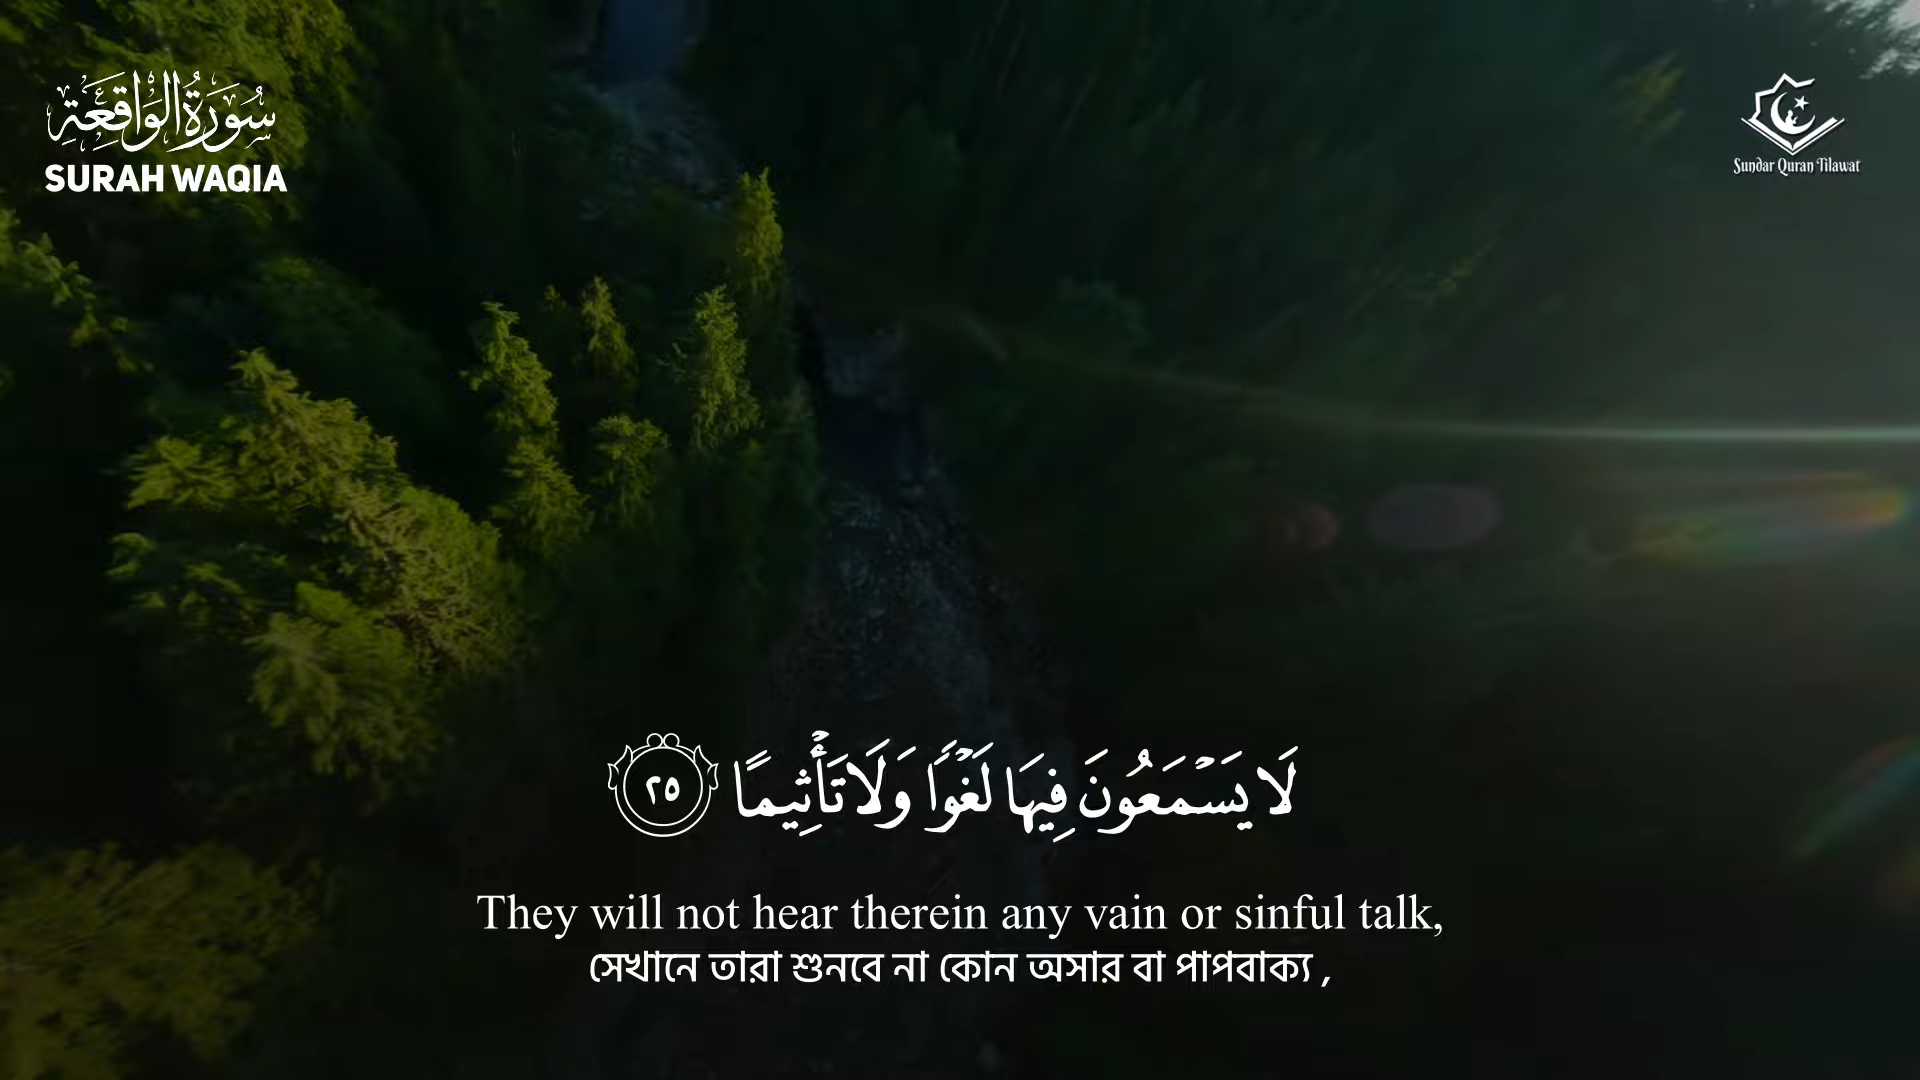 سُورَةُ الوَاقِعَة
SURAH WAQIA
Sundar Quran Tilawat
لَا يَسْمَعُونَ فِيهَا لَغْوًا وَلَا تَأْثِيمًا ٢٥
They will not hear therein any vain or sinful talk,
সেখানে তারা শুনবে না কোন অসার বা পাপবাক্য ,